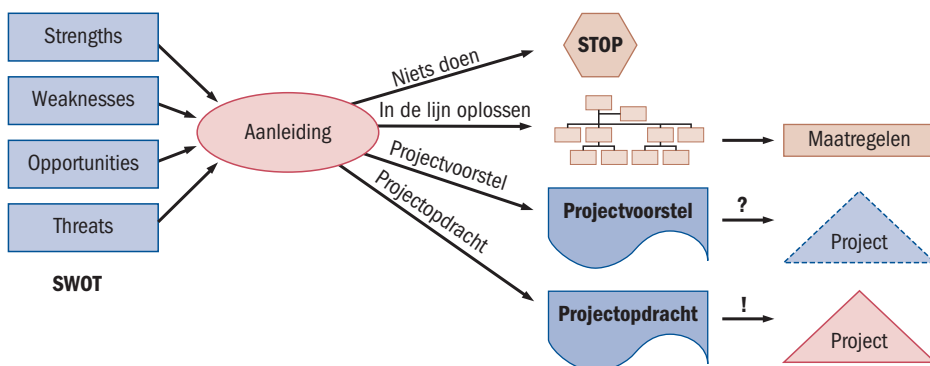 Strengths
Weaknesses
Opportunities
Threats
SWOT
Aanleiding
Niets doen
In de lijn oplossen
Projectvoorstel
Projectopdracht
STOP
Maatregelen
Projectvoorstel
?
Project
Projectopdracht
!
Project